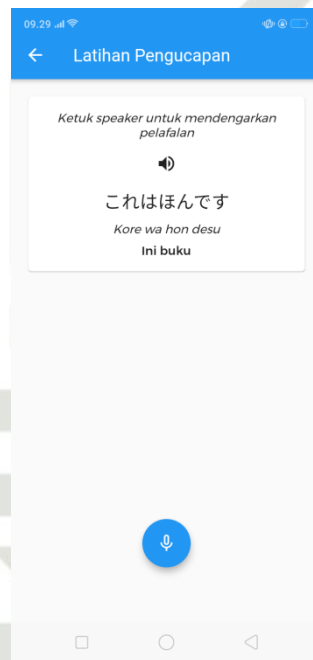 09.29
Latihan Pengucapan
Ketuk speaker untuk mendengarkan
pelafalan
これはほんです
Kore wa hon desu
Ini buku